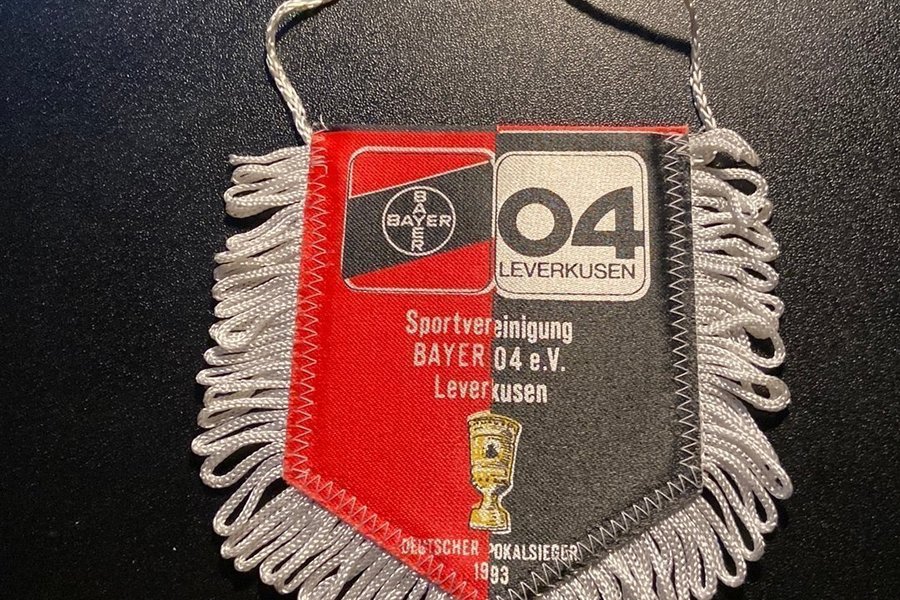 BAYER
BAYER
04
LEVERKUSEN
Sportvereinigung
BAYER 04 e.V.
Leverkusen
DEUTSCHER POKALSIEGER
1993